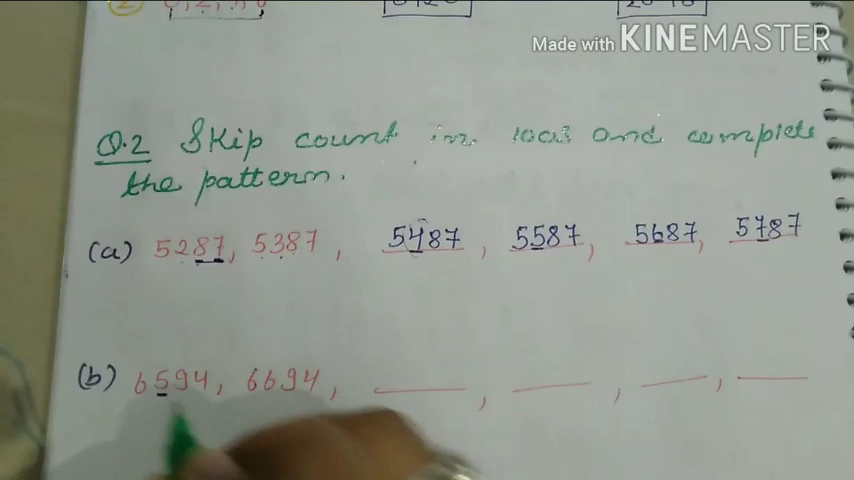 Made with KINEMASTER
Q.2 Skip count in 100s and complete
the pattern.
(a) 5287, 5387, 5487, 5587, 5687, 5787
(b) 6594, 6694, , , ,